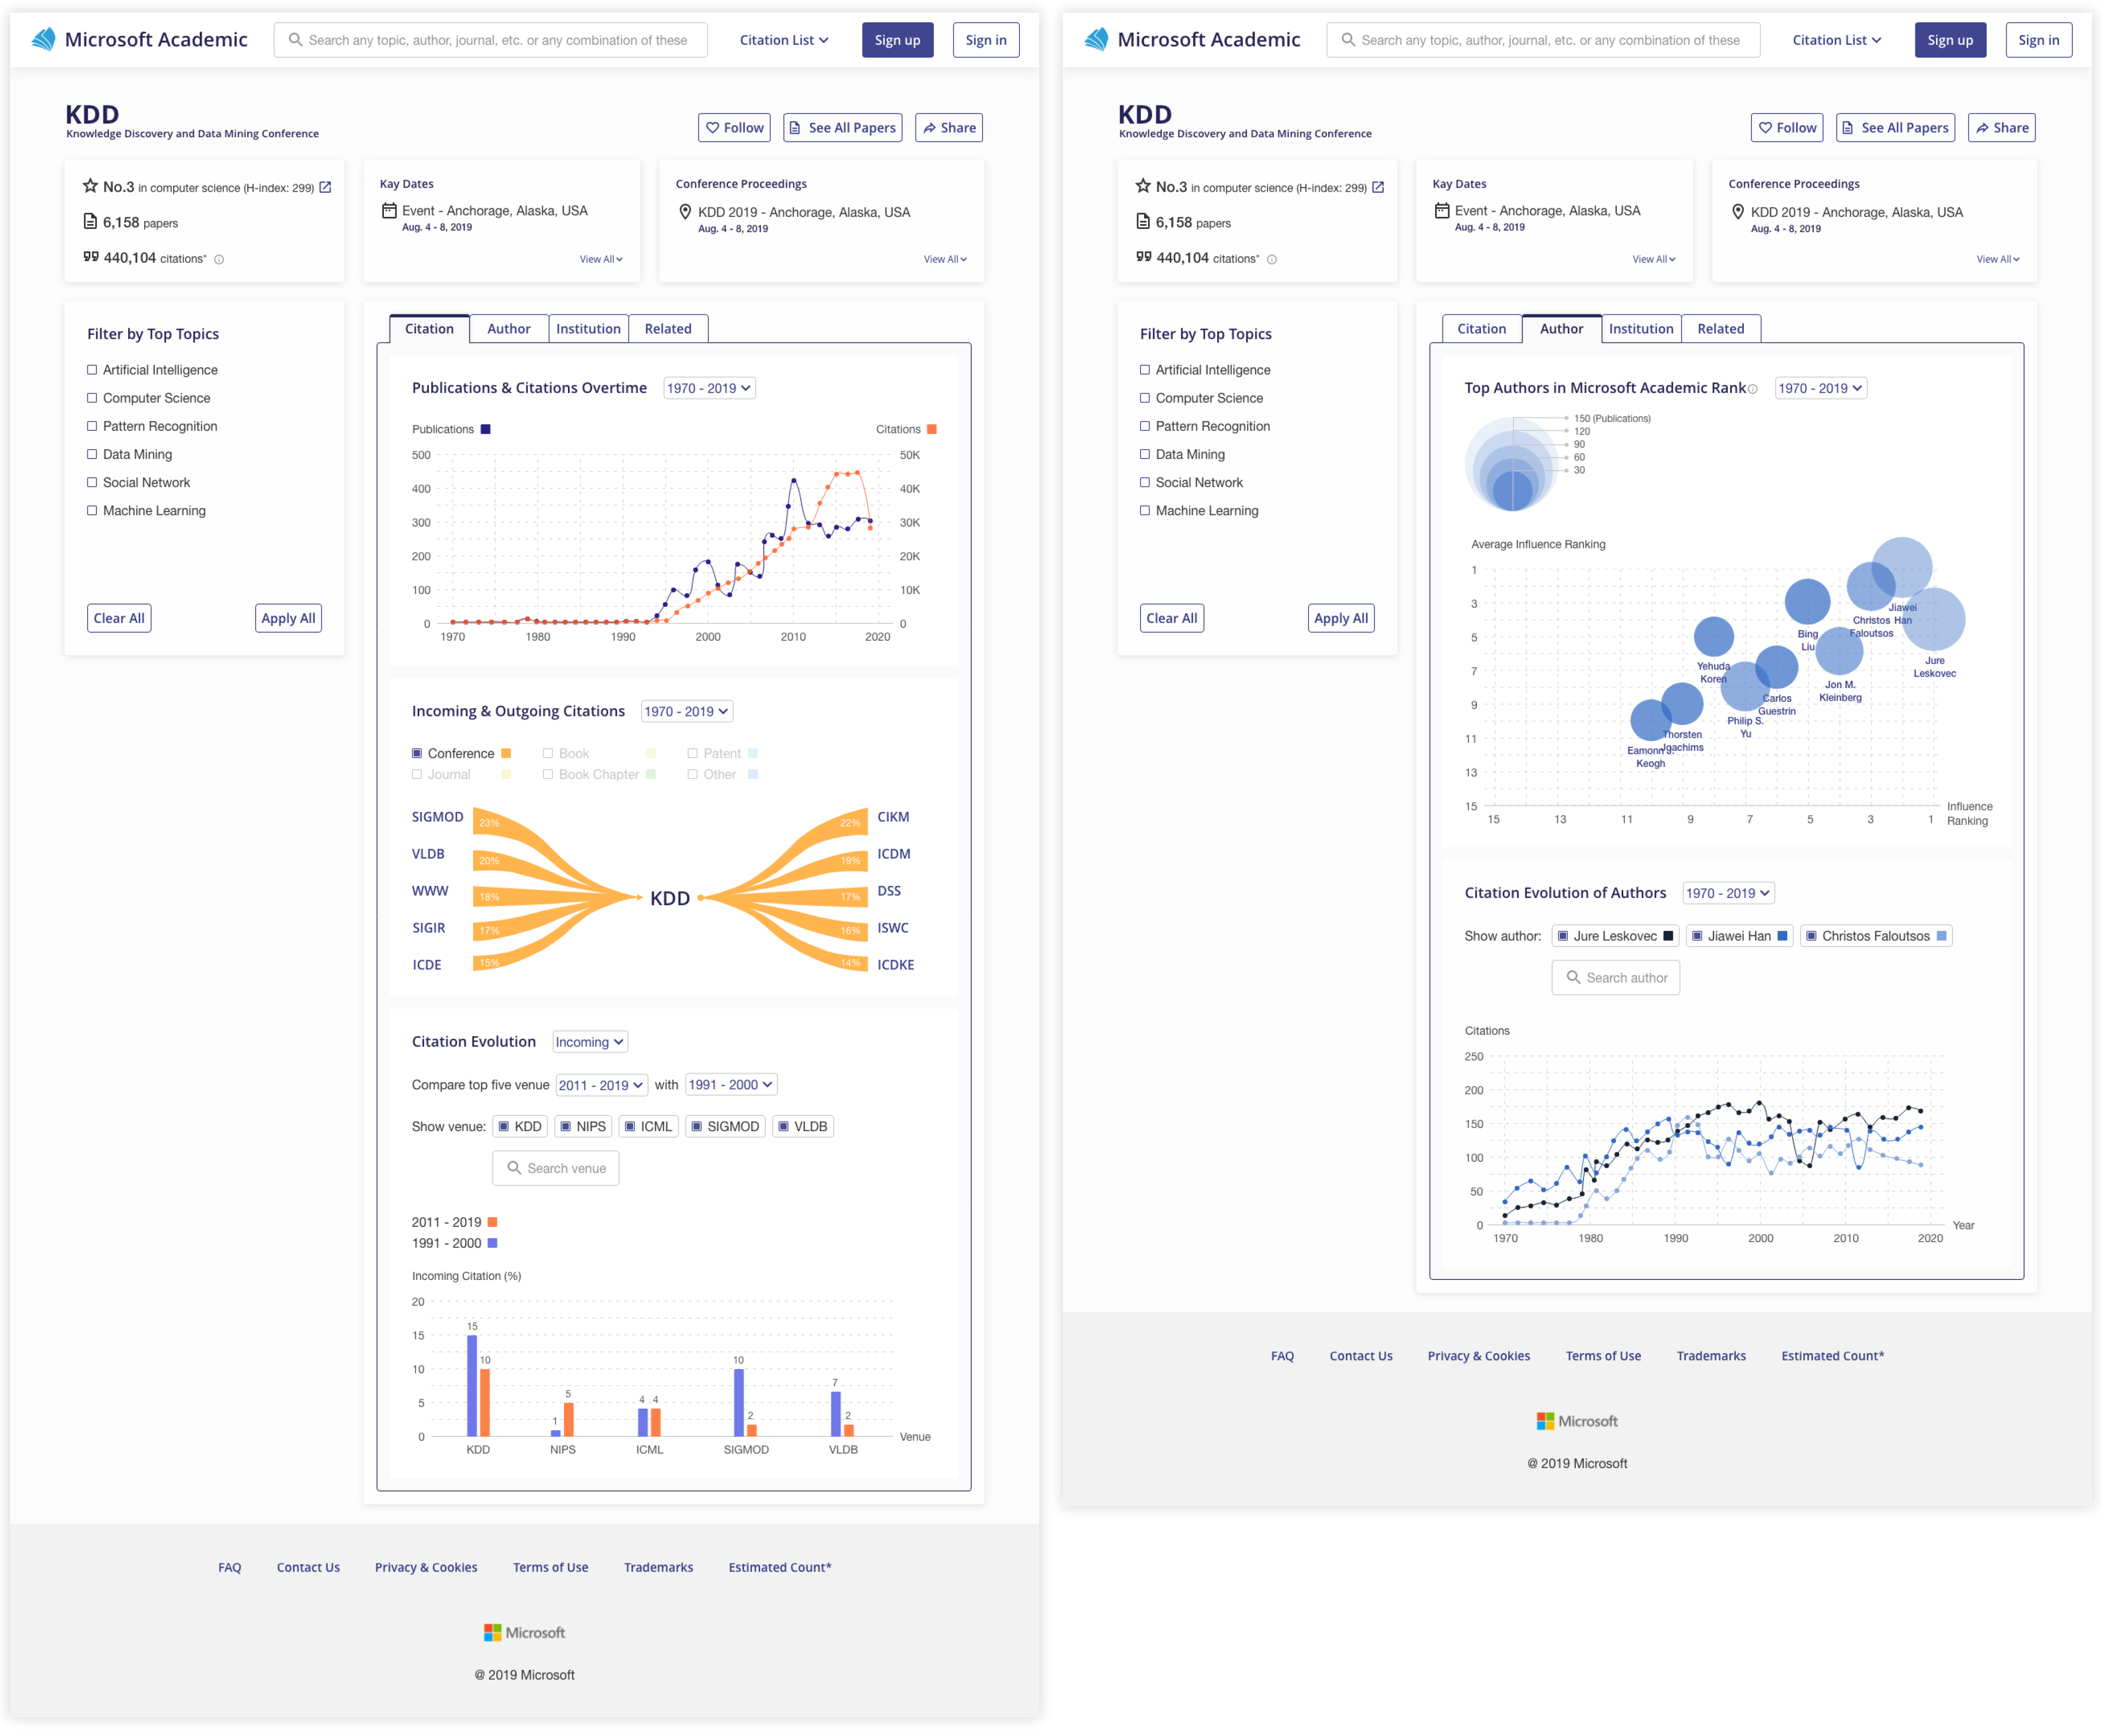 Microsoft Academic
Search any topic, author, journal, etc. or any combination of these
Citation List
Sign up
Sign in
KDD
Knowledge Discovery and Data Mining Conference
Follow
See All Papers
Share
No.3 in computer science (H-index: 299)
6,158 papers
440,104 citations*
Kay Dates
Event - Anchorage, Alaska, USA
Aug. 4 - 8, 2019
View All
Conference Proceedings
KDD 2019 - Anchorage, Alaska, USA
Aug. 4 - 8, 2019
View All
Filter by Top Topics
Artificial Intelligence
Computer Science
Pattern Recognition
Data Mining
Social Network
Machine Learning
Clear All
Apply All
Citation
Author
Institution
Related
Publications & Citations Overtime
1970 - 2019
Publications
Citations
500
400
300
200
100
0
50K
40K
30K
20K
10K
0
1970 1980 1990 2000 2010 2020
Incoming & Outgoing Citations
1970 - 2019
Conference
Book
Patent
Journal
Book Chapter
Other
SIGMOD 23%
VLDB 20%
WWW 18%
SIGIR 17%
ICDE 15%
KDD
22% CIKM
19% ICDM
17% DSS
16% ISWC
14% ICDKE
Citation Evolution
Incoming
Compare top five venue 2011 - 2019 with 1991 - 2000
Show venue: KDD NIPS ICML SIGMOD VLDB
Search venue
2011 - 2019
1991 - 2000
Incoming Citation (%)
20
15
10
5
0
15 10
1 5
4 4
10 2
7 2
KDD NIPS ICML SIGMOD VLDB
Venue
FAQ
Contact Us
Privacy & Cookies
Terms of Use
Trademarks
Estimated Count*
Microsoft
@ 2019 Microsoft
Microsoft Academic
Search any topic, author, journal, etc. or any combination of these
Citation List
Sign up
Sign in
KDD
Knowledge Discovery and Data Mining Conference
Follow
See All Papers
Share
No.3 in computer science (H-index: 299)
6,158 papers
440,104 citations*
Kay Dates
Event - Anchorage, Alaska, USA
Aug. 4 - 8, 2019
View All
Conference Proceedings
KDD 2019 - Anchorage, Alaska, USA
Aug. 4 - 8, 2019
View All
Filter by Top Topics
Artificial Intelligence
Computer Science
Pattern Recognition
Data Mining
Social Network
Machine Learning
Clear All
Apply All
Citation
Author
Institution
Related
Top Authors in Microsoft Academic Rank
1970 - 2019
150 (Publications)
120
90
60
30
Average Influence Ranking
1
3
5
7
9
11
13
15
Jiawei
Han
Christos
Faloutsos
Bing
Liu
Jure
Leskovec
Yehuda
Koren
Jon M.
Kleinberg
Carlos
Guestrin
Philip S.
Yu
Thorsten
Joachims
Eamonn J.
Keogh
15 13 11 9 7 5 3 1
Influence
Ranking
Citation Evolution of Authors
1970 - 2019
Show author: Jure Leskovec Jiawei Han Christos Faloutsos
Search author
Citations
250
200
150
100
50
0
Year
1970 1980 1990 2000 2010 2020
FAQ
Contact Us
Privacy & Cookies
Terms of Use
Trademarks
Estimated Count*
Microsoft
@ 2019 Microsoft